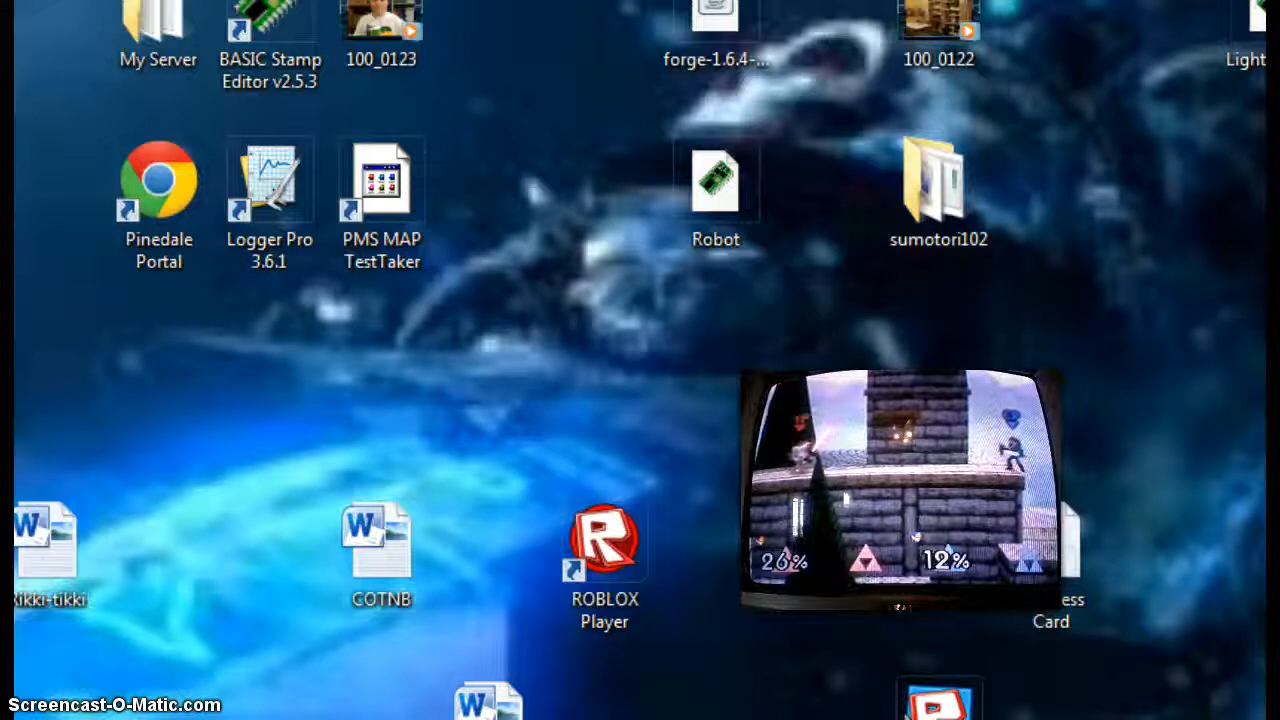 My Server
BASIC Stamp
Editor v2.5.3
100_0123
forge-1.6.4-...
100_0122
Light
Pinedale
Portal
Logger Pro
3.6.1
PMS MAP
TestTaker
Robot
sumotori102
26%
12%
Rikki-tikki
COTNB
ROBLOX
Player
ess
Card
Screencast-O-Matic.com